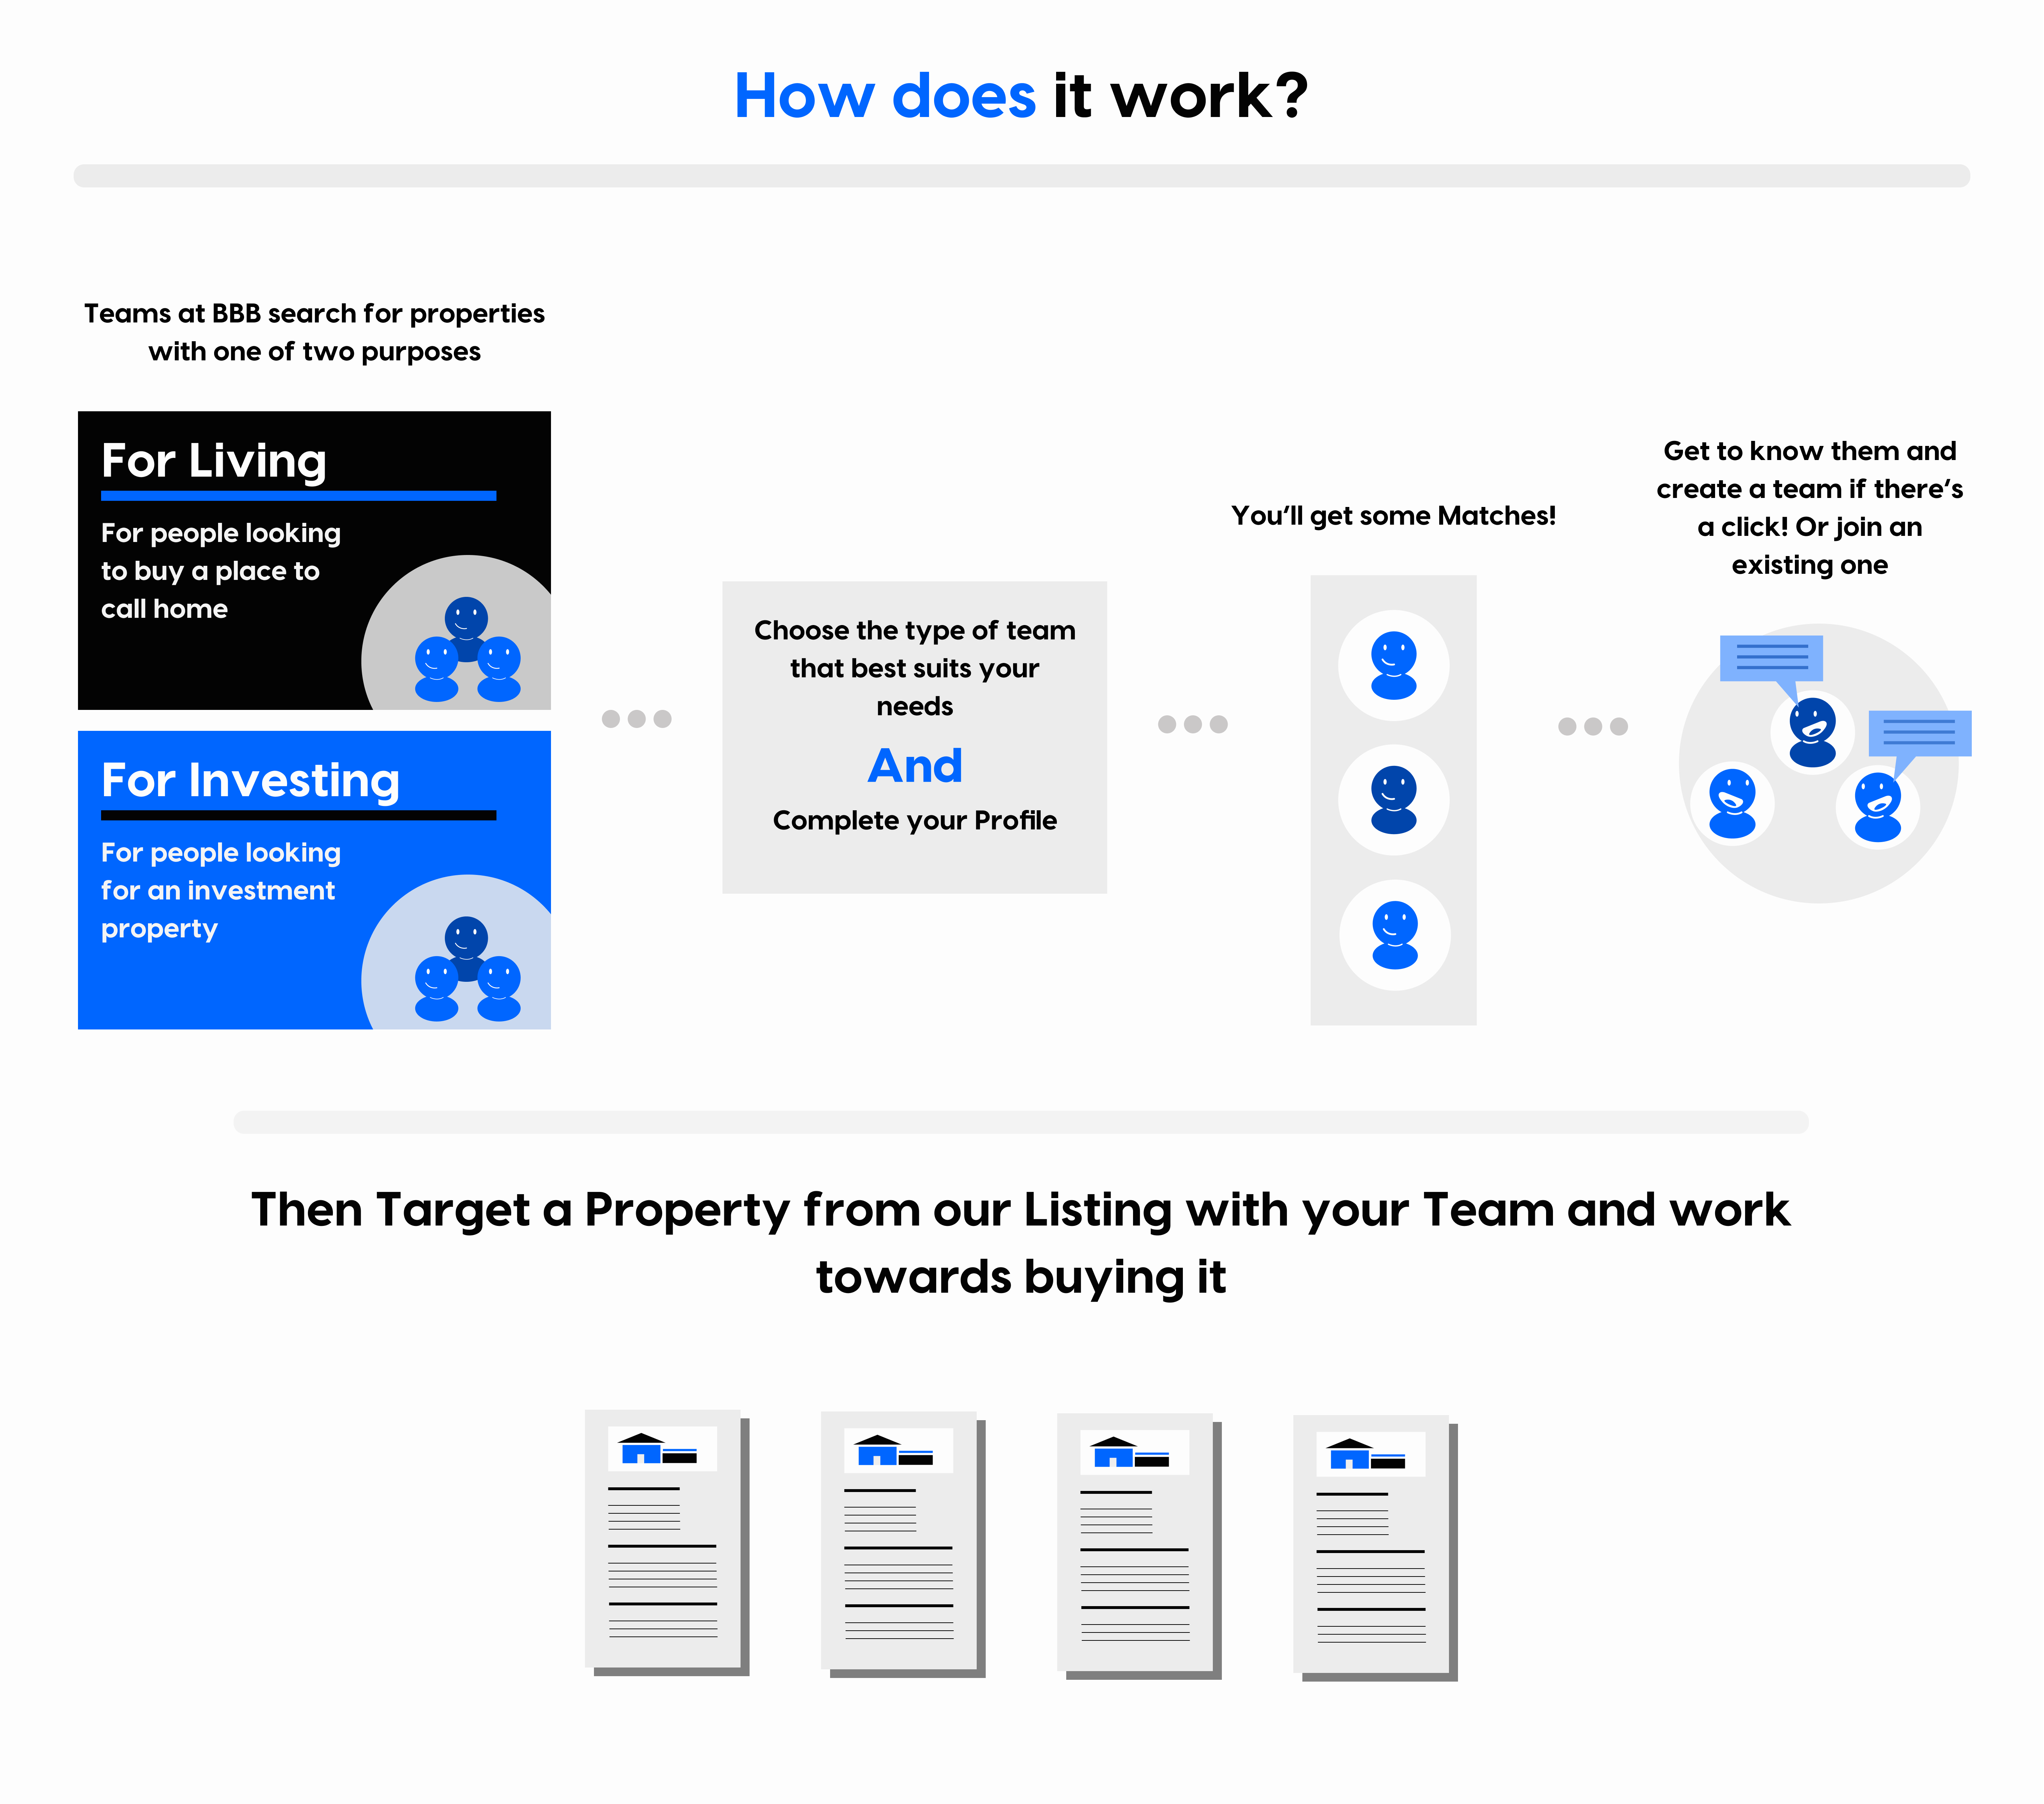 How does it work?
Teams at BBB search for properties
with one of two purposes
For Living
For people looking
to buy a place to
call home
For Investing
For people looking
for an investment
property
Choose the type of team
that best suits your
needs
And
Complete your Profile
You’ll get some Matches!
Get to know them and
create a team if there’s
a click! Or join an
existing one
Then Target a Property from our Listing with your Team and work
towards buying it